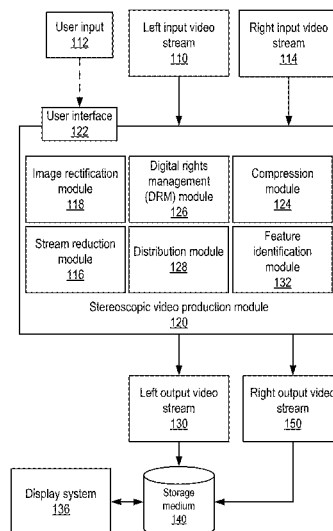 User input
112
Left input video
stream
110
Right input video
stream
114
User interface
122
Image rectification
module
118
Digital rights
management
(DRM) module
126
Compression
module
124
Stream reduction
module
116
Distribution module
128
Feature
identification
module
132
Stereoscopic video production module
120
Left output video
stream
130
Right output video
stream
150
Display system
136
Storage
medium
140